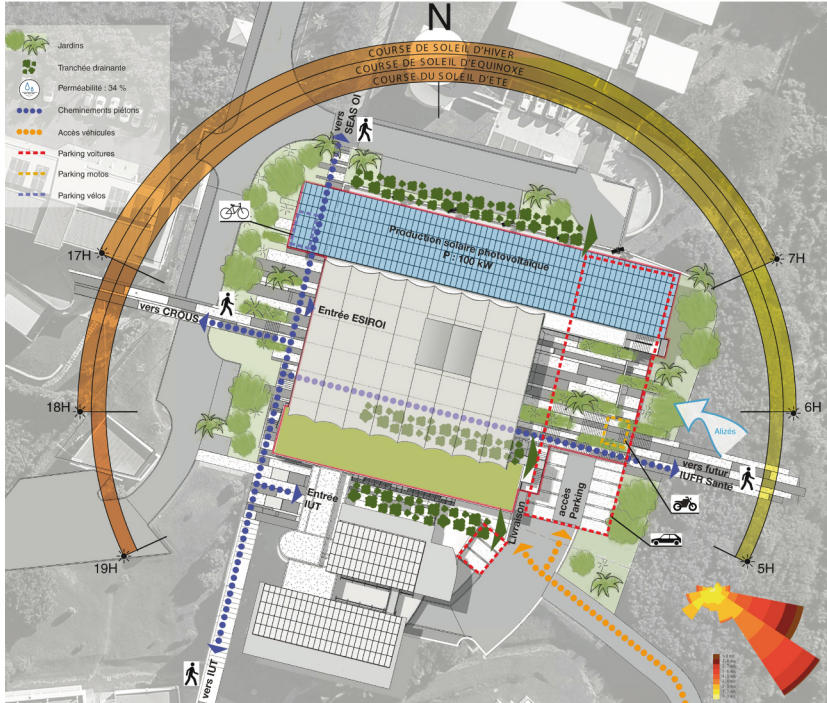 N
Jardins
Tranchée drainante
Perméabilité : 34 %
Cheminements piétons
Accès véhicules
Parking voitures
Parking motos
Parking vélos
COURSE DE SOLEIL D'HIVER
COURSE DE SOLEIL D'EQUINOXE
COURSE DU SOLEIL D'ETE
vers
SEAS OI
Production solaire photovoltaïque
P : 100 kW
17H
7H
Entrée ESIROI
vers CROUS
18H
6H
Alizés
vers futur
IUFR Santé
Entrée
IUT
Livraison
accès
Parking
19H
5H
vers IUT